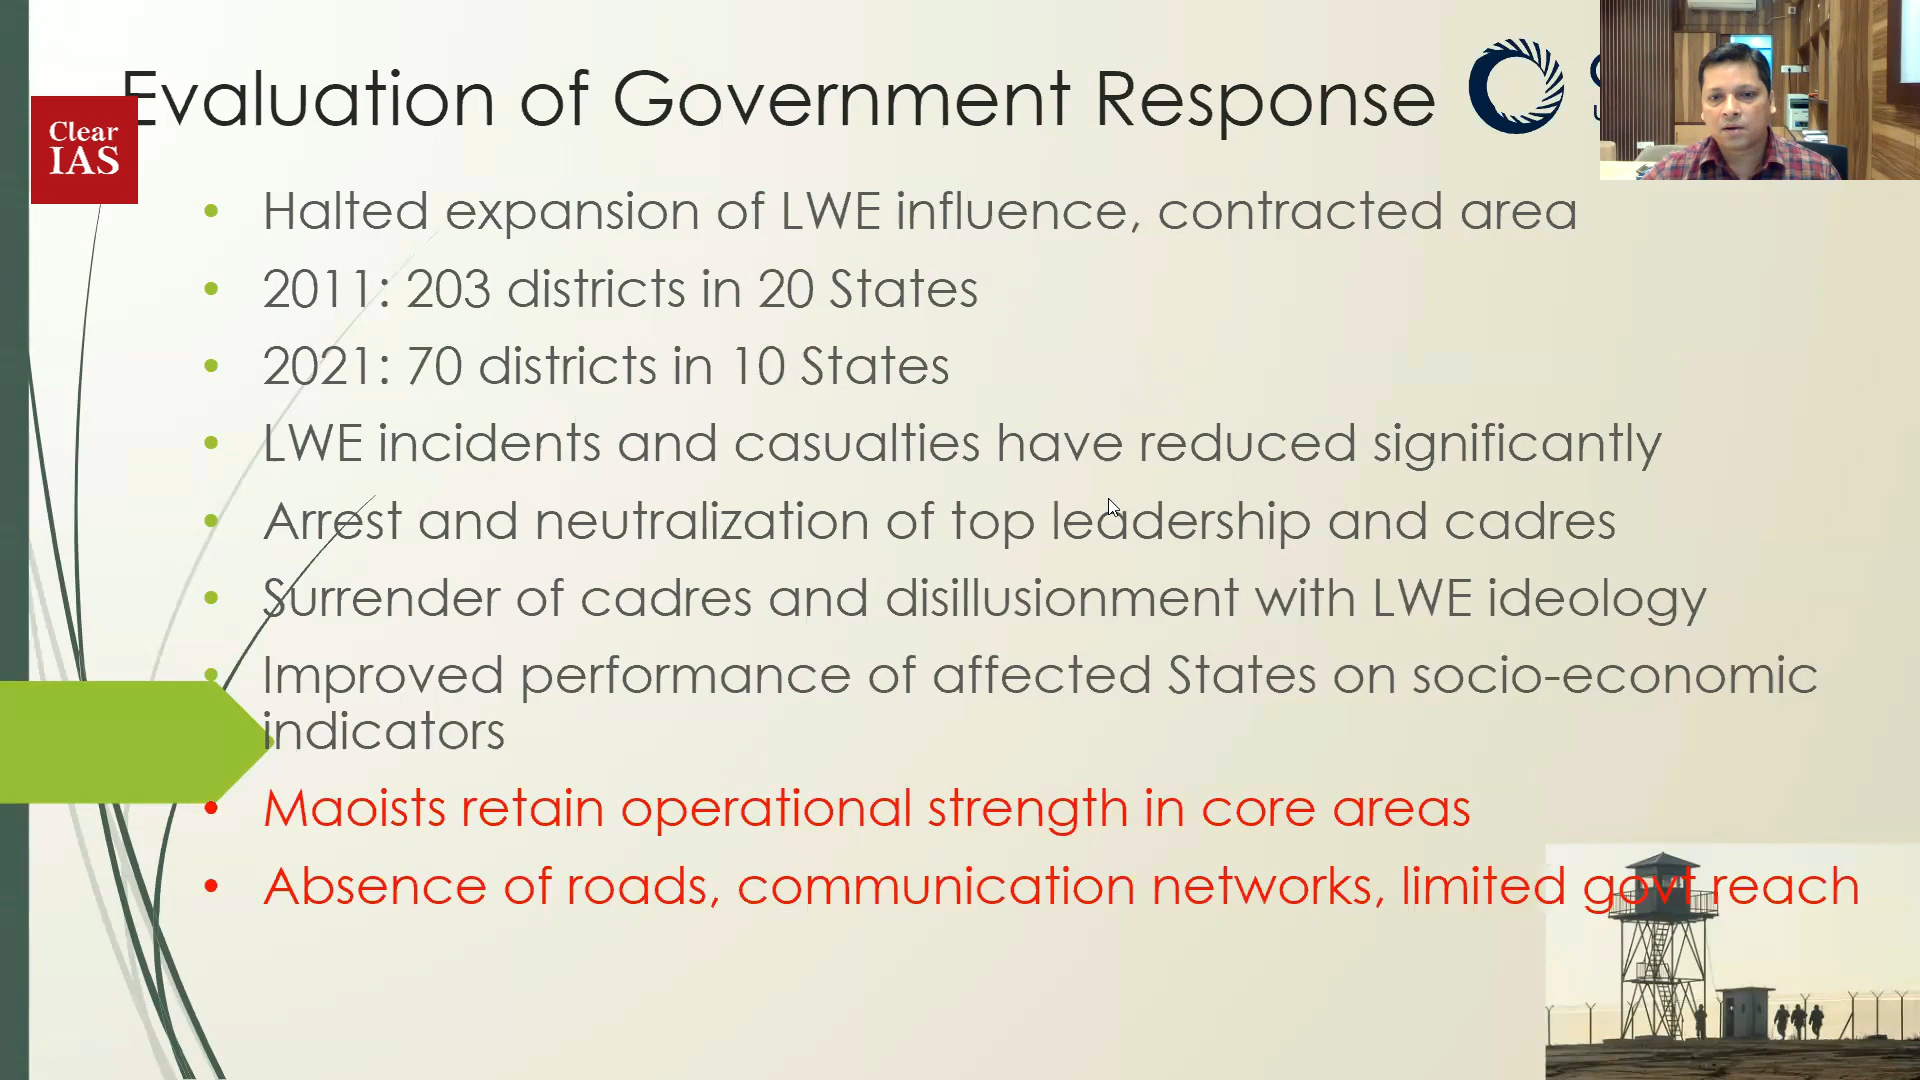 Evaluation of Government Response
Clear
IAS
Halted expansion of LWE influence, contracted area
2011: 203 districts in 20 States
2021: 70 districts in 10 States
LWE incidents and casualties have reduced significantly
Arrest and neutralization of top leadership and cadres
Surrender of cadres and disillusionment with LWE ideology
Improved performance of affected States on socio-economic
indicators
Maoists retain operational strength in core areas
Absence of roads, communication networks, limited govt reach